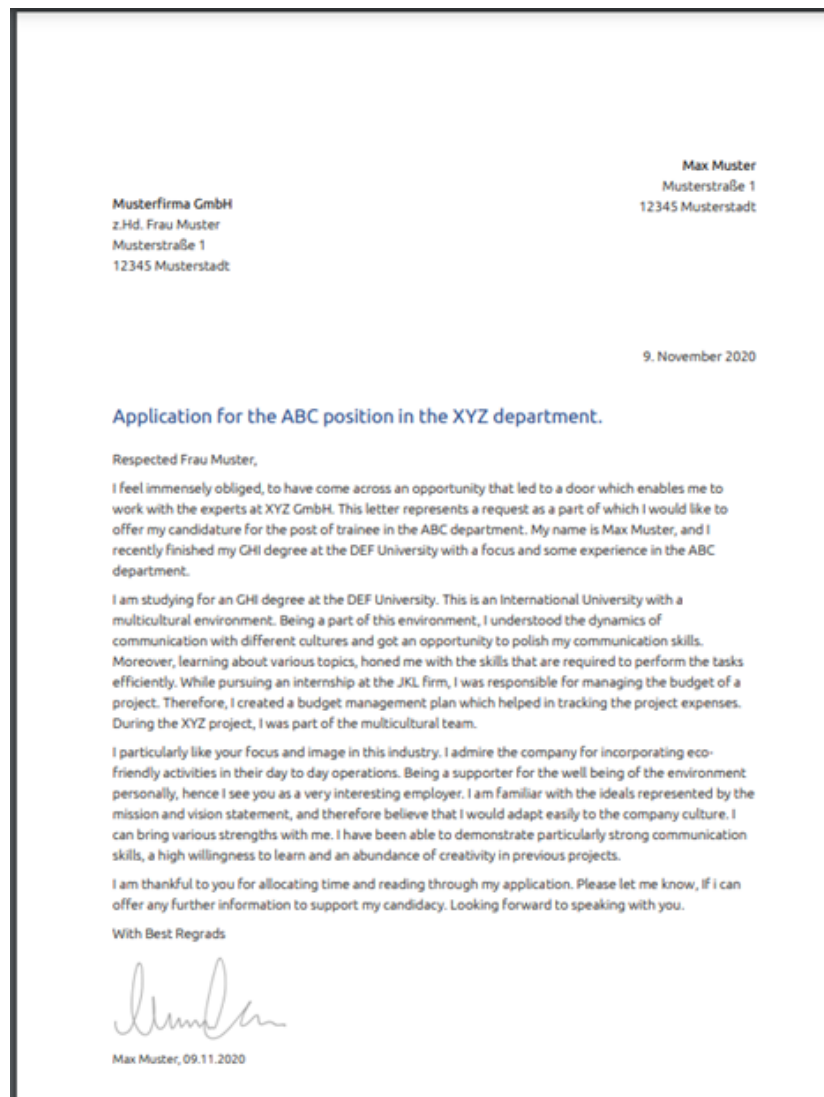 Max Muster
Musterstraße 1
12345 Musterstadt
Musterfirma GmbH
z.Hd. Frau Muster
Musterstraße 1
12345 Musterstadt
9. November 2020
Application for the ABC position in the XYZ department.
Respected Frau Muster,
I feel immensely obliged, to have come across an opportunity that led to a door which enables me to
work with the experts at XYZ GmbH. This letter represents a request as a part of which I would like to
offer my candidature for the post of trainee in the ABC department. My name is Max Muster, and I
recently finished my GHI degree at the DEF University with a focus and some experience in the ABC
department.
I am studying for an GHI degree at the DEF University. This is an International University with a
multicultural environment. Being a part of this environment, I understood the dynamics of
communication with different cultures and got an opportunity to polish my communication skills.
Moreover, learning about various topics, honed me with the skills that are required to perform the tasks
efficiently. While pursuing an internship at the JKL firm, I was responsible for managing the budget of a
project. Therefore, I created a budget management plan which helped in tracking the project expenses.
During the XYZ project, I was part of the multicultural team.
I particularly like your focus and image in this industry. I admire the company for incorporating eco-
friendly activities in their day to day operations. Being a supporter for the well being of the environment
personally, hence I see you as a very interesting employer. I am familiar with the ideals represented by the
mission and vision statement, and therefore believe that I would adapt easily to the company culture. I
can bring various strengths with me. I have been able to demonstrate particularly strong communication
skills, a high willingness to learn and an abundance of creativity in previous projects.
I am thankful to you for allocating time and reading through my application. Please let me know, If i can
offer any further information to support my candidacy. Looking forward to speaking with you.
With Best Regrads
Max Muster, 09.11.2020